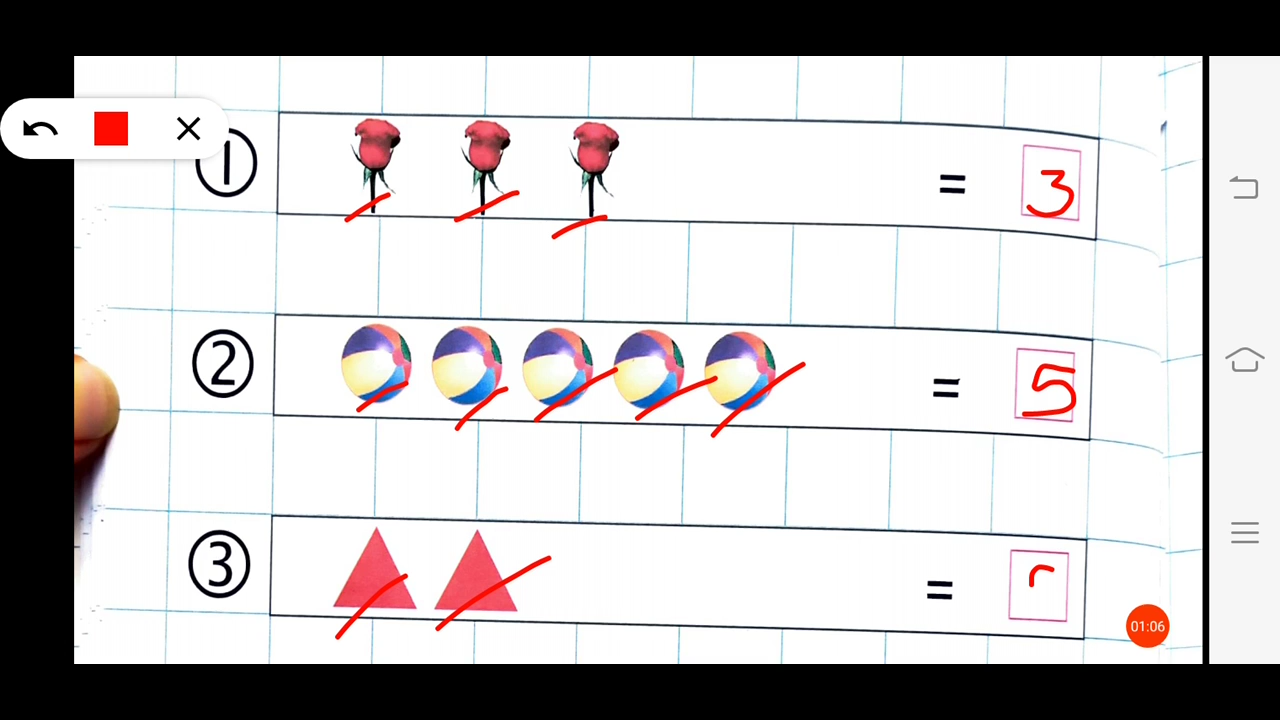 ① = 3
② = 5
③ =
01:06